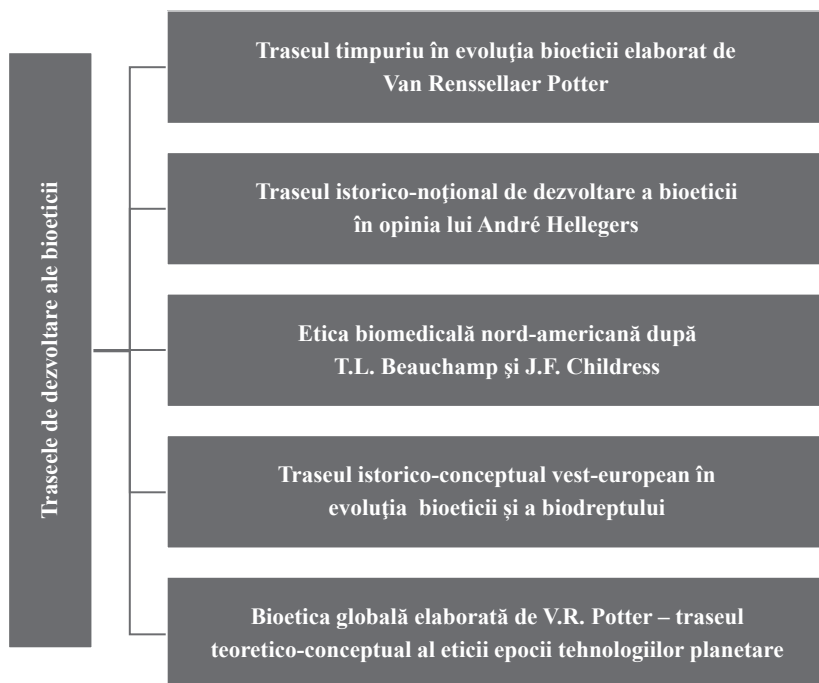 Traseele de dezvoltare ale bioeticii
Traseul timpuriu în evoluţia bioeticii elaborat de
Van Renssellaer Potter
Traseul istorico-noţional de dezvoltare a bioeticii
în opinia lui André Hellegers
Etica biomedicală nord-americană după
T.L. Beauchamp şi J.F. Childress
Traseul istorico-conceptual vest-european în
evoluţia bioeticii și a biodreptului
Bioetica globală elaborată de V.R. Potter – traseul
teoretico-conceptual al eticii epocii tehnologiilor planetare